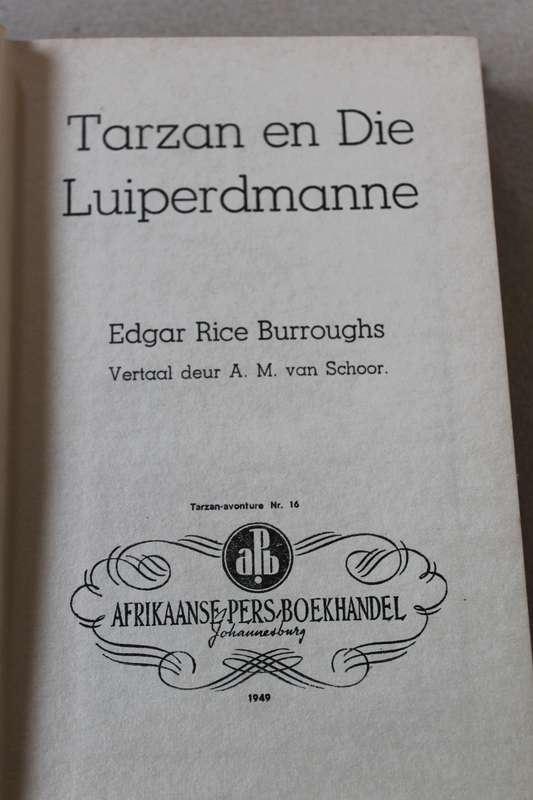 Tarzan en Die
Luiperdmanne
Edgar Rice Burroughs
Vertaal deur A. M. van Schoor.
Tarzan-avonture Nr. 16
aPb
AFRIKAANSE PERS BOEKHANDEL
Johannesburg
1949